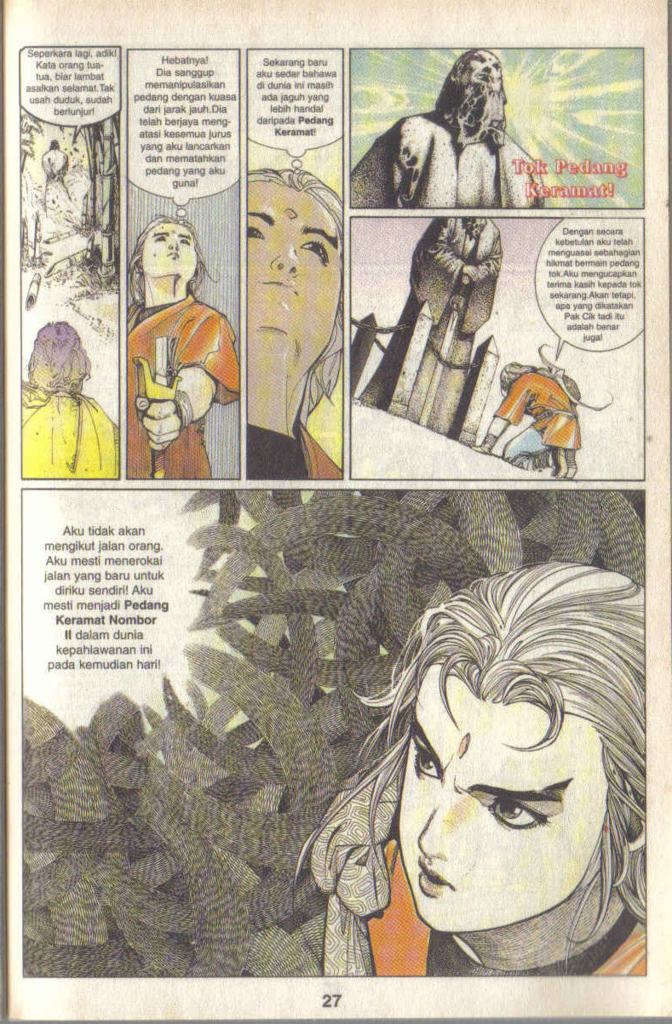 Seperkara lagi, adik!
Kata orang tua-
tua, biar lambat
asalkan selamat.Tak
usah duduk, sudah
berlunjur!
Hebatnya!
Dia sanggup
memanipulasikan
pedang dengan kuasa
dari jarak jauh.Dia
telah berjaya meng-
atasi kesemua jurus
yang aku lancarkan
dan mematahkan
pedang yang aku
guna!
Sekarang baru
aku sedar bahawa
di dunia ini masih
ada jaguh yang
lebih handal
daripada Pedang
Keramat!
Tok Pedang
Keramat!
Dengan secara
kebetulan aku telah
menguasai sebahagian
hikmat bermain pedang
tok.Aku mengucapkan
terima kasih kepada tok
sekarang.Akan tetapi,
apa yang dikatakan
Pak Cik tadi itu
adalah benar
juga!
Aku tidak akan
mengikut jalan orang.
Aku mesti menerokai
jalan yang baru untuk
diriku sendiri! Aku
mesti menjadi Pedang
Keramat Nombor
II dalam dunia
kepahlawanan ini
pada kemudian hari!
27